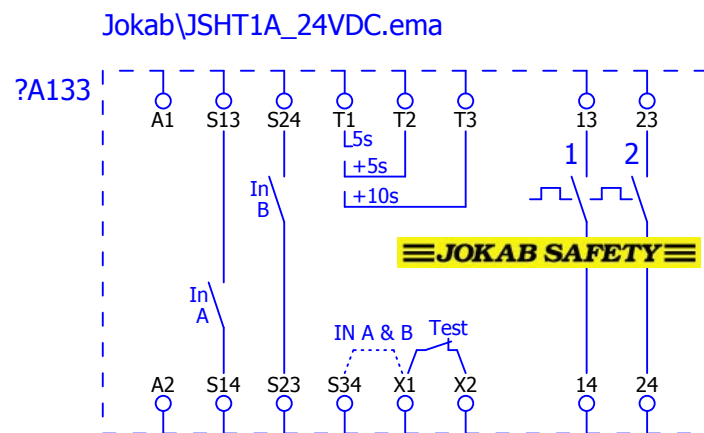 Jokab\JSHT1A_24VDC.ema
?A133
A1 S13 S24 T1 T2 T3 13 23
5s
+5s
+10s
1 2
In
B
JOKAB SAFETY
In
A
IN A & B Test
A2 S14 S23 S34 X1 X2 14 24